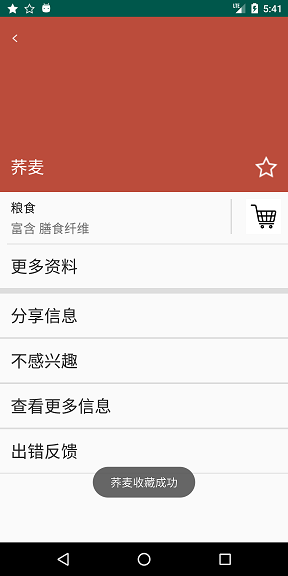 LTE 5:41
荞麦
粮食
富含 膳食纤维
更多资料
分享信息
不感兴趣
查看更多信息
出错反馈
荞麦收藏成功